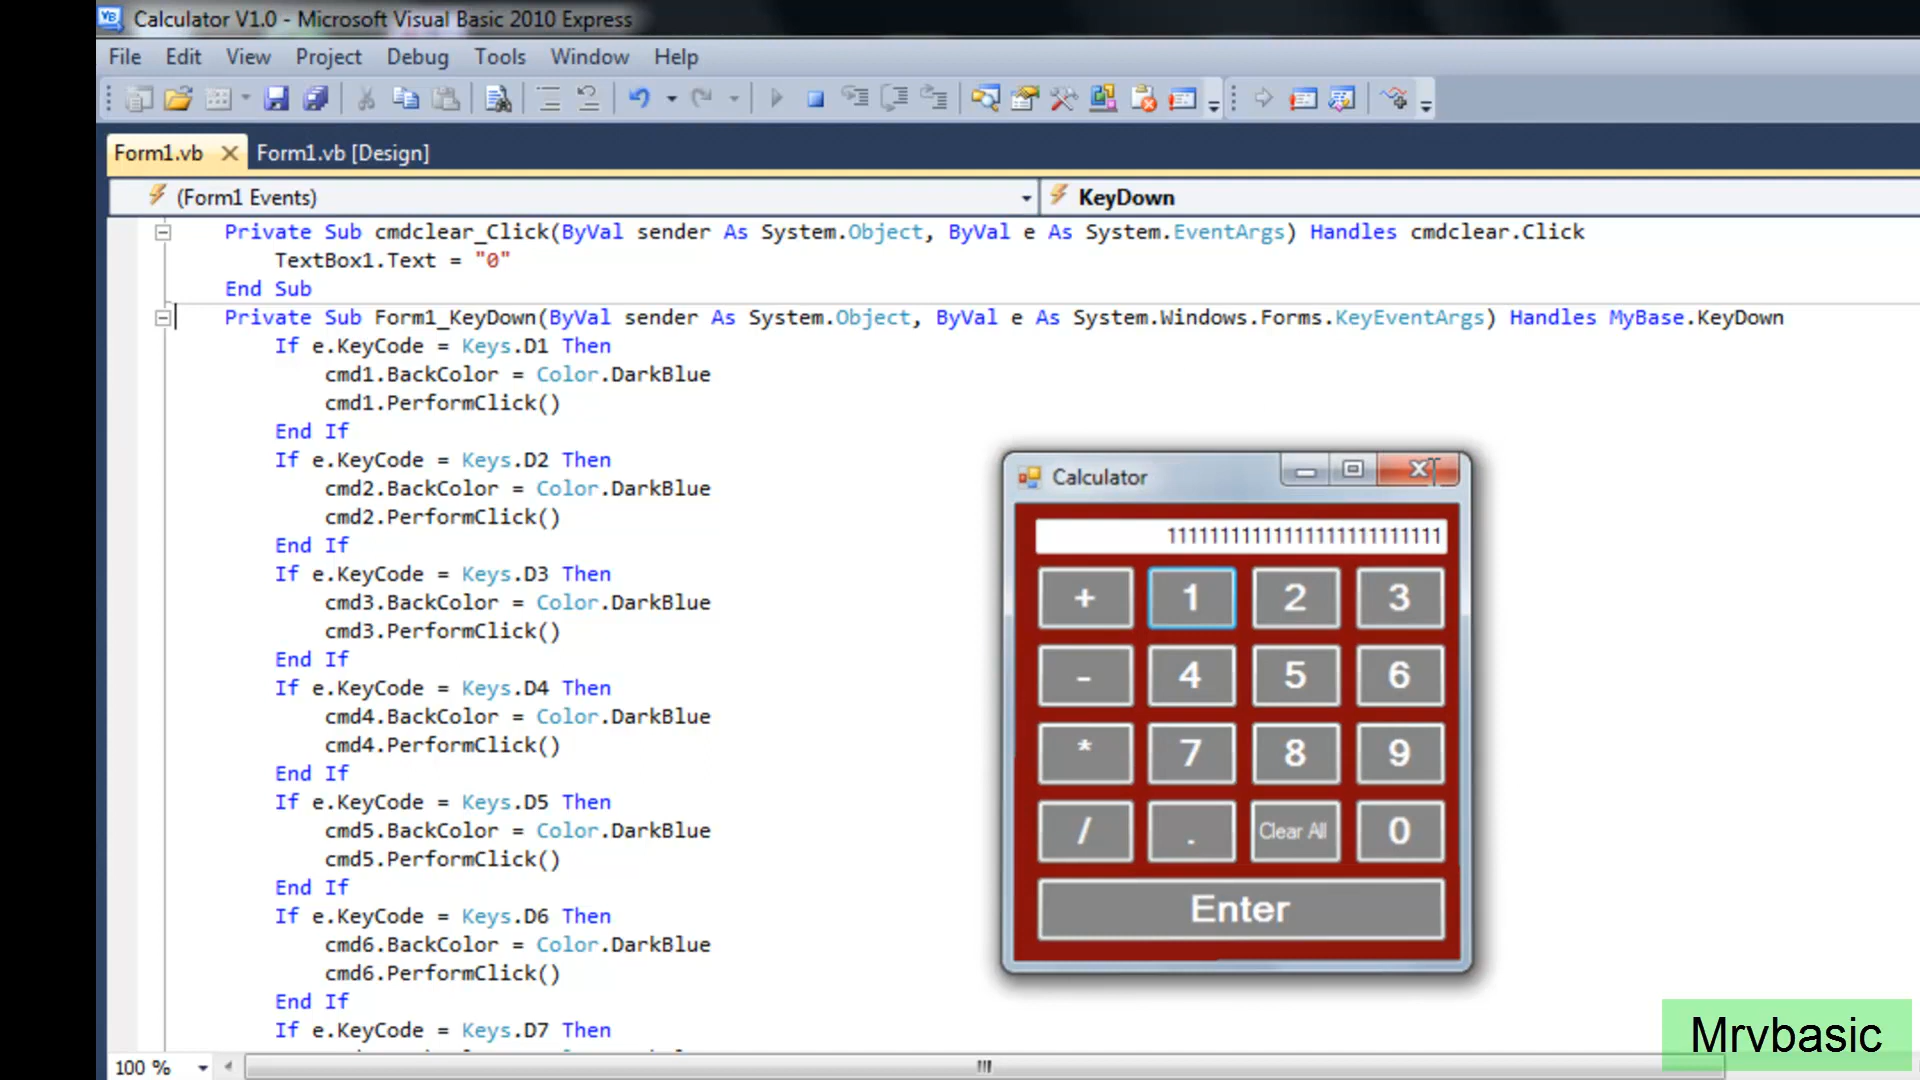 Calculator V1.0 - Microsoft Visual Basic 2010 Express
File Edit View Project Debug Tools Window Help
Form1.vb Form1.vb [Design]
(Form1 Events) KeyDown
Private Sub cmdclear_Click(ByVal sender As System.Object, ByVal e As System.EventArgs) Handles cmdclear.Click
TextBox1.Text = "0"
End Sub
Private Sub Form1_KeyDown(ByVal sender As System.Object, ByVal e As System.Windows.Forms.KeyEventArgs) Handles MyBase.KeyDown
If e.KeyCode = Keys.D1 Then
cmd1.BackColor = Color.DarkBlue
cmd1.PerformClick()
End If
If e.KeyCode = Keys.D2 Then
cmd2.BackColor = Color.DarkBlue
cmd2.PerformClick()
End If
If e.KeyCode = Keys.D3 Then
cmd3.BackColor = Color.DarkBlue
cmd3.PerformClick()
End If
If e.KeyCode = Keys.D4 Then
cmd4.BackColor = Color.DarkBlue
cmd4.PerformClick()
End If
If e.KeyCode = Keys.D5 Then
cmd5.BackColor = Color.DarkBlue
cmd5.PerformClick()
End If
If e.KeyCode = Keys.D6 Then
cmd6.BackColor = Color.DarkBlue
cmd6.PerformClick()
End If
If e.KeyCode = Keys.D7 Then
100 %
Calculator
+ 1 2 3
- 4 5 6
* 7 8 9
/ . Clear All 0
Enter
Mrvbasic